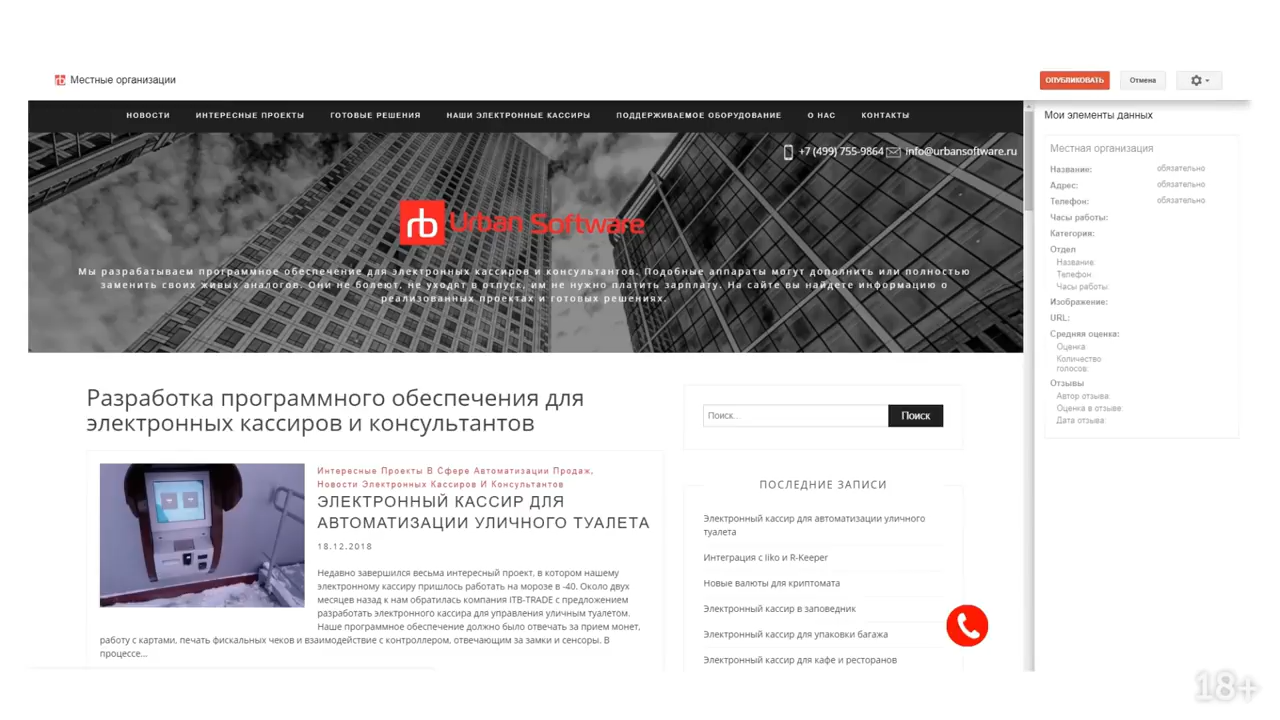 Местные организации
ОПУБЛИКОВАТЬ
Отмена
НОВОСТИ ИНТЕРЕСНЫЕ ПРОЕКТЫ ГОТОВЫЕ РЕШЕНИЯ НАШИ ЭЛЕКТРОННЫЕ КАССИРЫ ПОДДЕРЖИВАЕМОЕ ОБОРУДОВАНИЕ О НАС КОНТАКТЫ
+7 (499) 755-9864 info@urbansoftware.ru
Urban Software
Мы разрабатываем программное обеспечение для электронных кассиров и консультантов. Подобные аппараты могут дополнить или полностью
заменить своих живых аналогов. Они не болеют, не уходят в отпуск, им не нужно платить зарплату. На сайте вы найдете информацию о
реализованных проектах и готовых решениях.
Разработка программного обеспечения для
электронных кассиров и консультантов
Интересные Проекты В Сфере Автоматизации Продаж,
Новости Электронных Кассиров И Консультантов
ЭЛЕКТРОННЫЙ КАССИР ДЛЯ
АВТОМАТИЗАЦИИ УЛИЧНОГО ТУАЛЕТА
18.12.2018
Недавно завершился весьма интересный проект, в котором нашему
электронному кассиру пришлось работать на морозе в -40. Около двух
месяцев назад к нам обратилась компания ITB-TRADE с предложением
разработать электронного кассира для управления уличным туалетом.
Наше программное обеспечение должно было отвечать за прием монет,
работу с картами, печать фискальных чеков и взаимодействие с контроллером, отвечающим за замки и сенсоры. В
процессе...
Поиск...
Поиск
ПОСЛЕДНИЕ ЗАПИСИ
Электронный кассир для автоматизации уличного
туалета
Интеграция с Iiko и R-Keeper
Новые валюты для криптомата
Электронный кассир в заповедник
Электронный кассир для упаковки багажа
Электронный кассир для кафе и ресторанов
Мои элементы данных
Местная организация
Название: обязательно
Адрес: обязательно
Телефон: обязательно
Часы работы:
Категория:
Отдел
Название:
Телефон:
Часы работы:
Изображение:
URL:
Средняя оценка:
Оценка:
Количество
голосов:
Отзывы
Автор отзыва:
Оценка в отзыве:
Дата отзыва:
18+